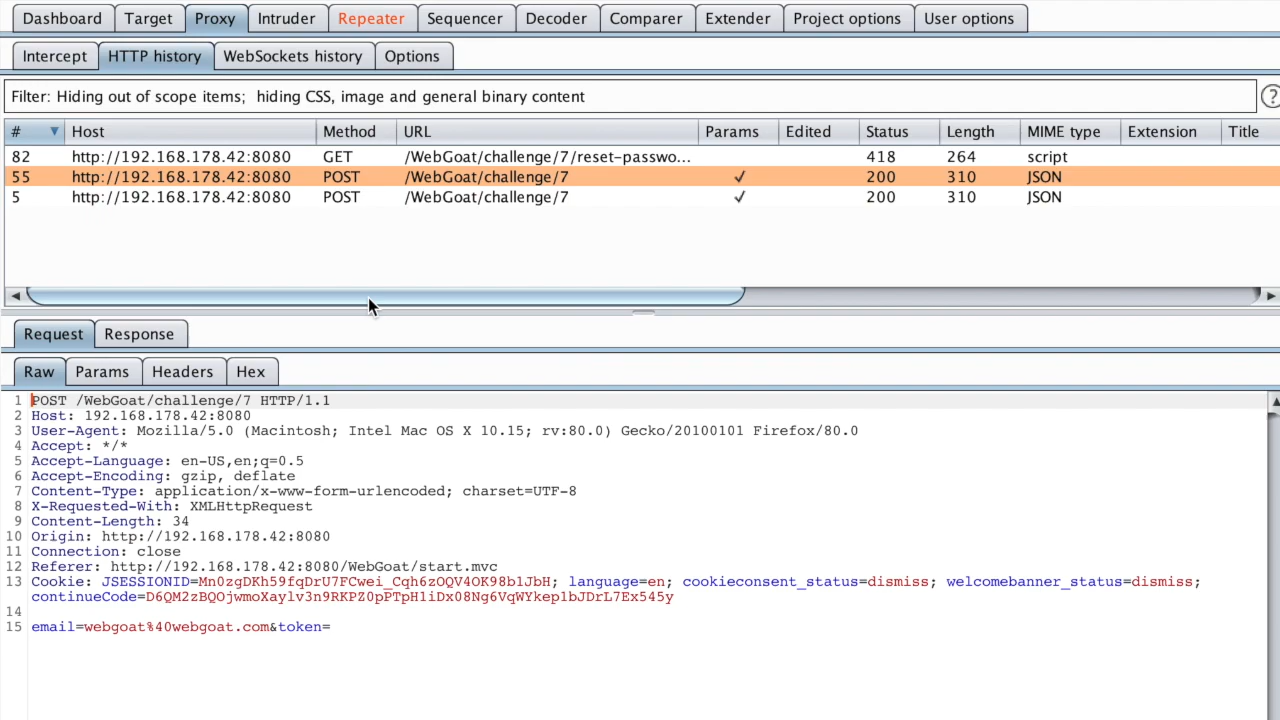 Dashboard Target Proxy Intruder Repeater Sequencer Decoder Comparer Extender Project options User options
Intercept HTTP history WebSockets history Options
Filter: Hiding out of scope items; hiding CSS, image and general binary content ?
# Host Method URL Params Edited Status Length MIME type Extension Title
82 http://192.168.178.42:8080 GET /WebGoat/challenge/7/reset-passwo... 418 264 script
55 http://192.168.178.42:8080 POST /WebGoat/challenge/7 ✓ 200 310 JSON
5 http://192.168.178.42:8080 POST /WebGoat/challenge/7 ✓ 200 310 JSON
Request Response
Raw Params Headers Hex
1 POST /WebGoat/challenge/7 HTTP/1.1
2 Host: 192.168.178.42:8080
3 User-Agent: Mozilla/5.0 (Macintosh; Intel Mac OS X 10.15; rv:80.0) Gecko/20100101 Firefox/80.0
4 Accept: */*
5 Accept-Language: en-US,en;q=0.5
6 Accept-Encoding: gzip, deflate
7 Content-Type: application/x-www-form-urlencoded; charset=UTF-8
8 X-Requested-With: XMLHttpRequest
9 Content-Length: 34
10 Origin: http://192.168.178.42:8080
11 Connection: close
12 Referer: http://192.168.178.42:8080/WebGoat/start.mvc
13 Cookie: JSESSIONID=Mn0zgDKh59fqDrU7FCwei_Cqh6zOQV4OK98b1JbH; language=en; cookieconsent_status=dismiss; welcomebanner_status=dismiss;
continueCode=D6QM2zBQOjwmoXaylv3n9RKPZ0pPTpH1iDx08Ng6VqWYkep1bJDrL7Ex545y
14
15 email=webgoat%40webgoat.com&token=